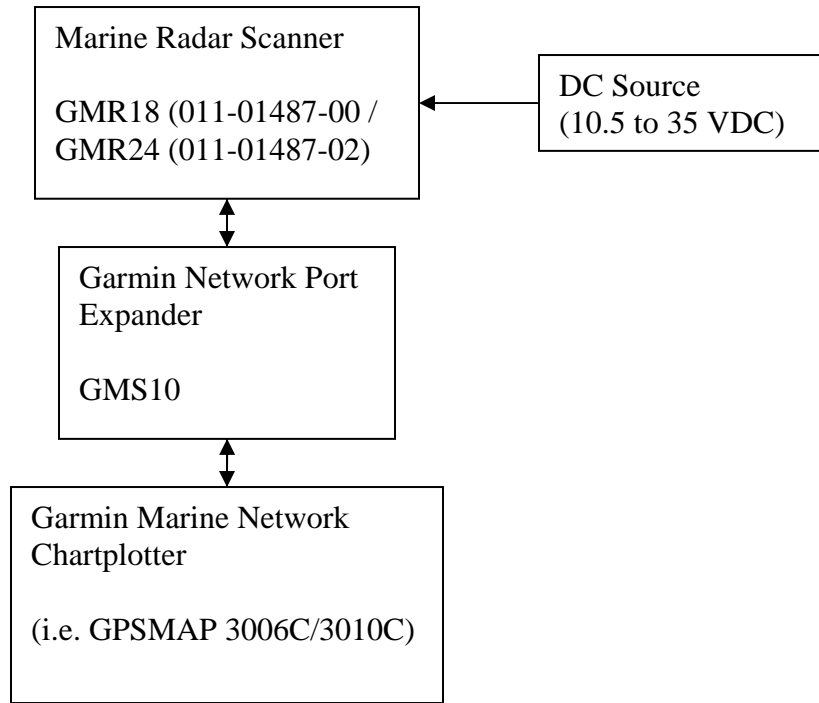 Marine Radar Scanner
GMR18 (011-01487-00 /
GMR24 (011-01487-02)
DC Source
(10.5 to 35 VDC)
Garmin Network Port
Expander
GMS10
Garmin Marine Network
Chartplotter
(i.e. GPSMAP 3006C/3010C)